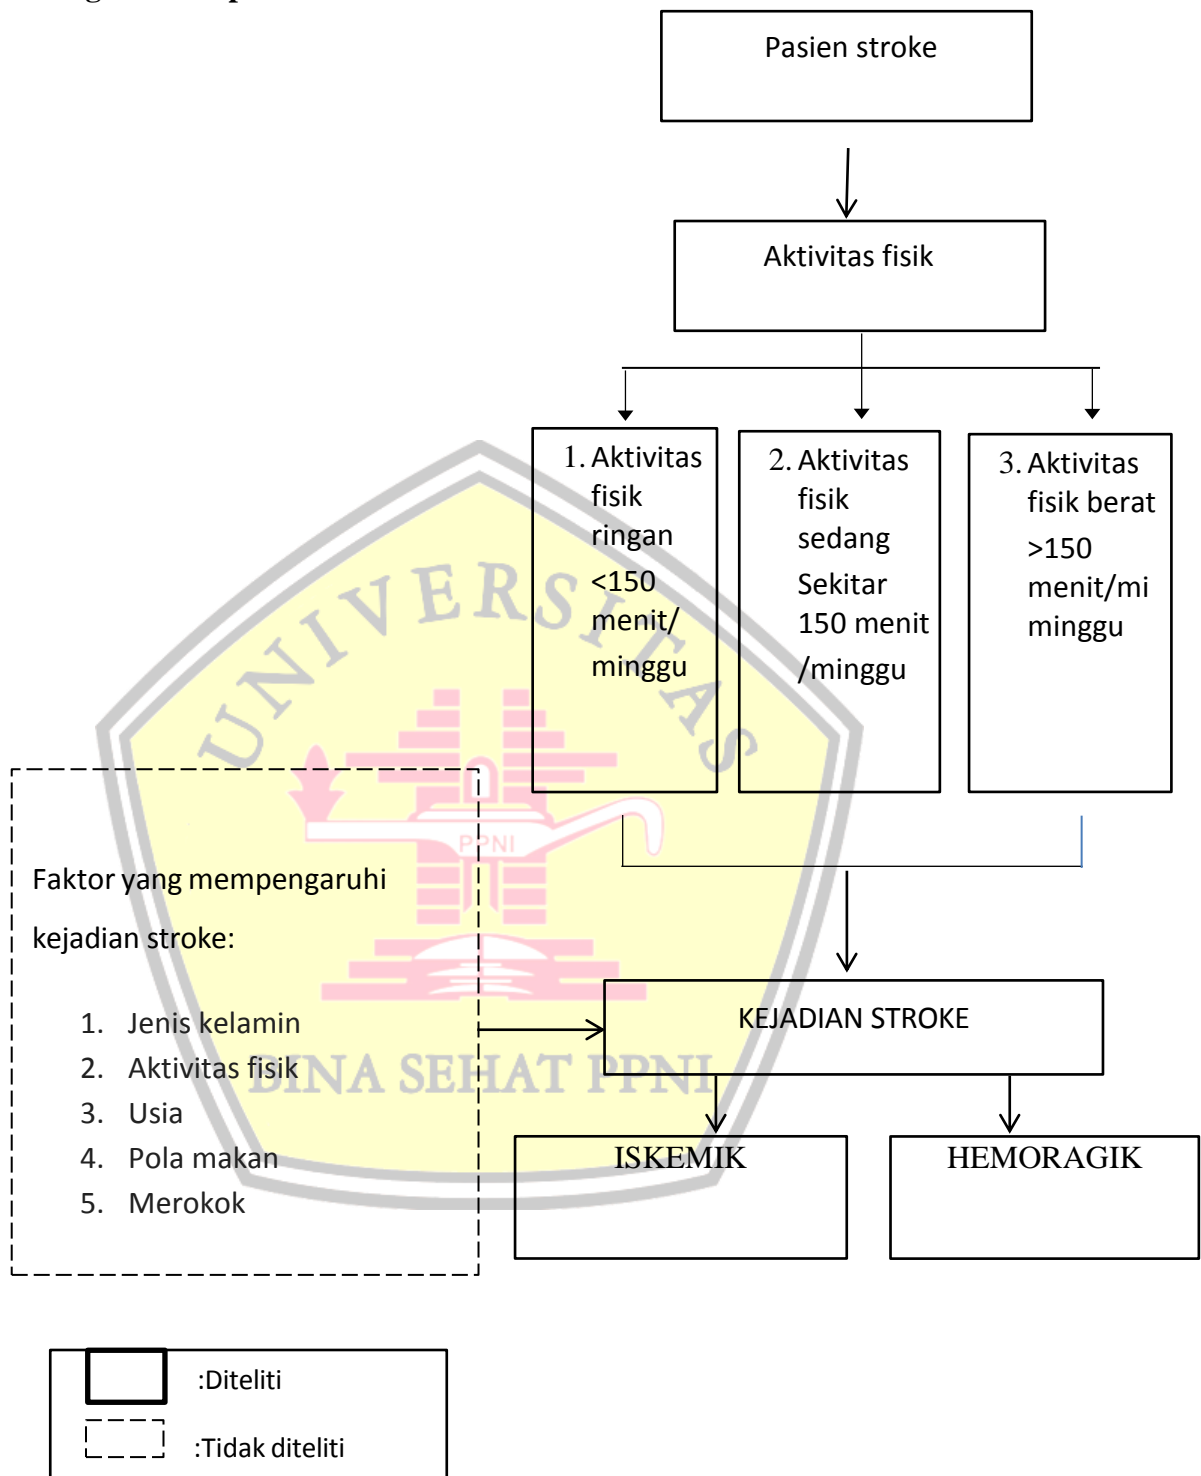 Pasien stroke
Aktivitas fisik
1. Aktivitas
fisik
ringan
<150
menit/
minggu
2. Aktivitas
fisik
sedang
Sekitar
150 menit
/minggu
3. Aktivitas
fisik berat
>150
menit/mi
minggu
UNIVERSITAS
PPNI
BINA SEHAT PPNI
Faktor yang mempengaruhi
kejadian stroke:
1. Jenis kelamin
2. Aktivitas fisik
3. Usia
4. Pola makan
5. Merokok
KEJADIAN STROKE
ISKEMIK
HEMORAGIK
:Diteliti
:Tidak diteliti